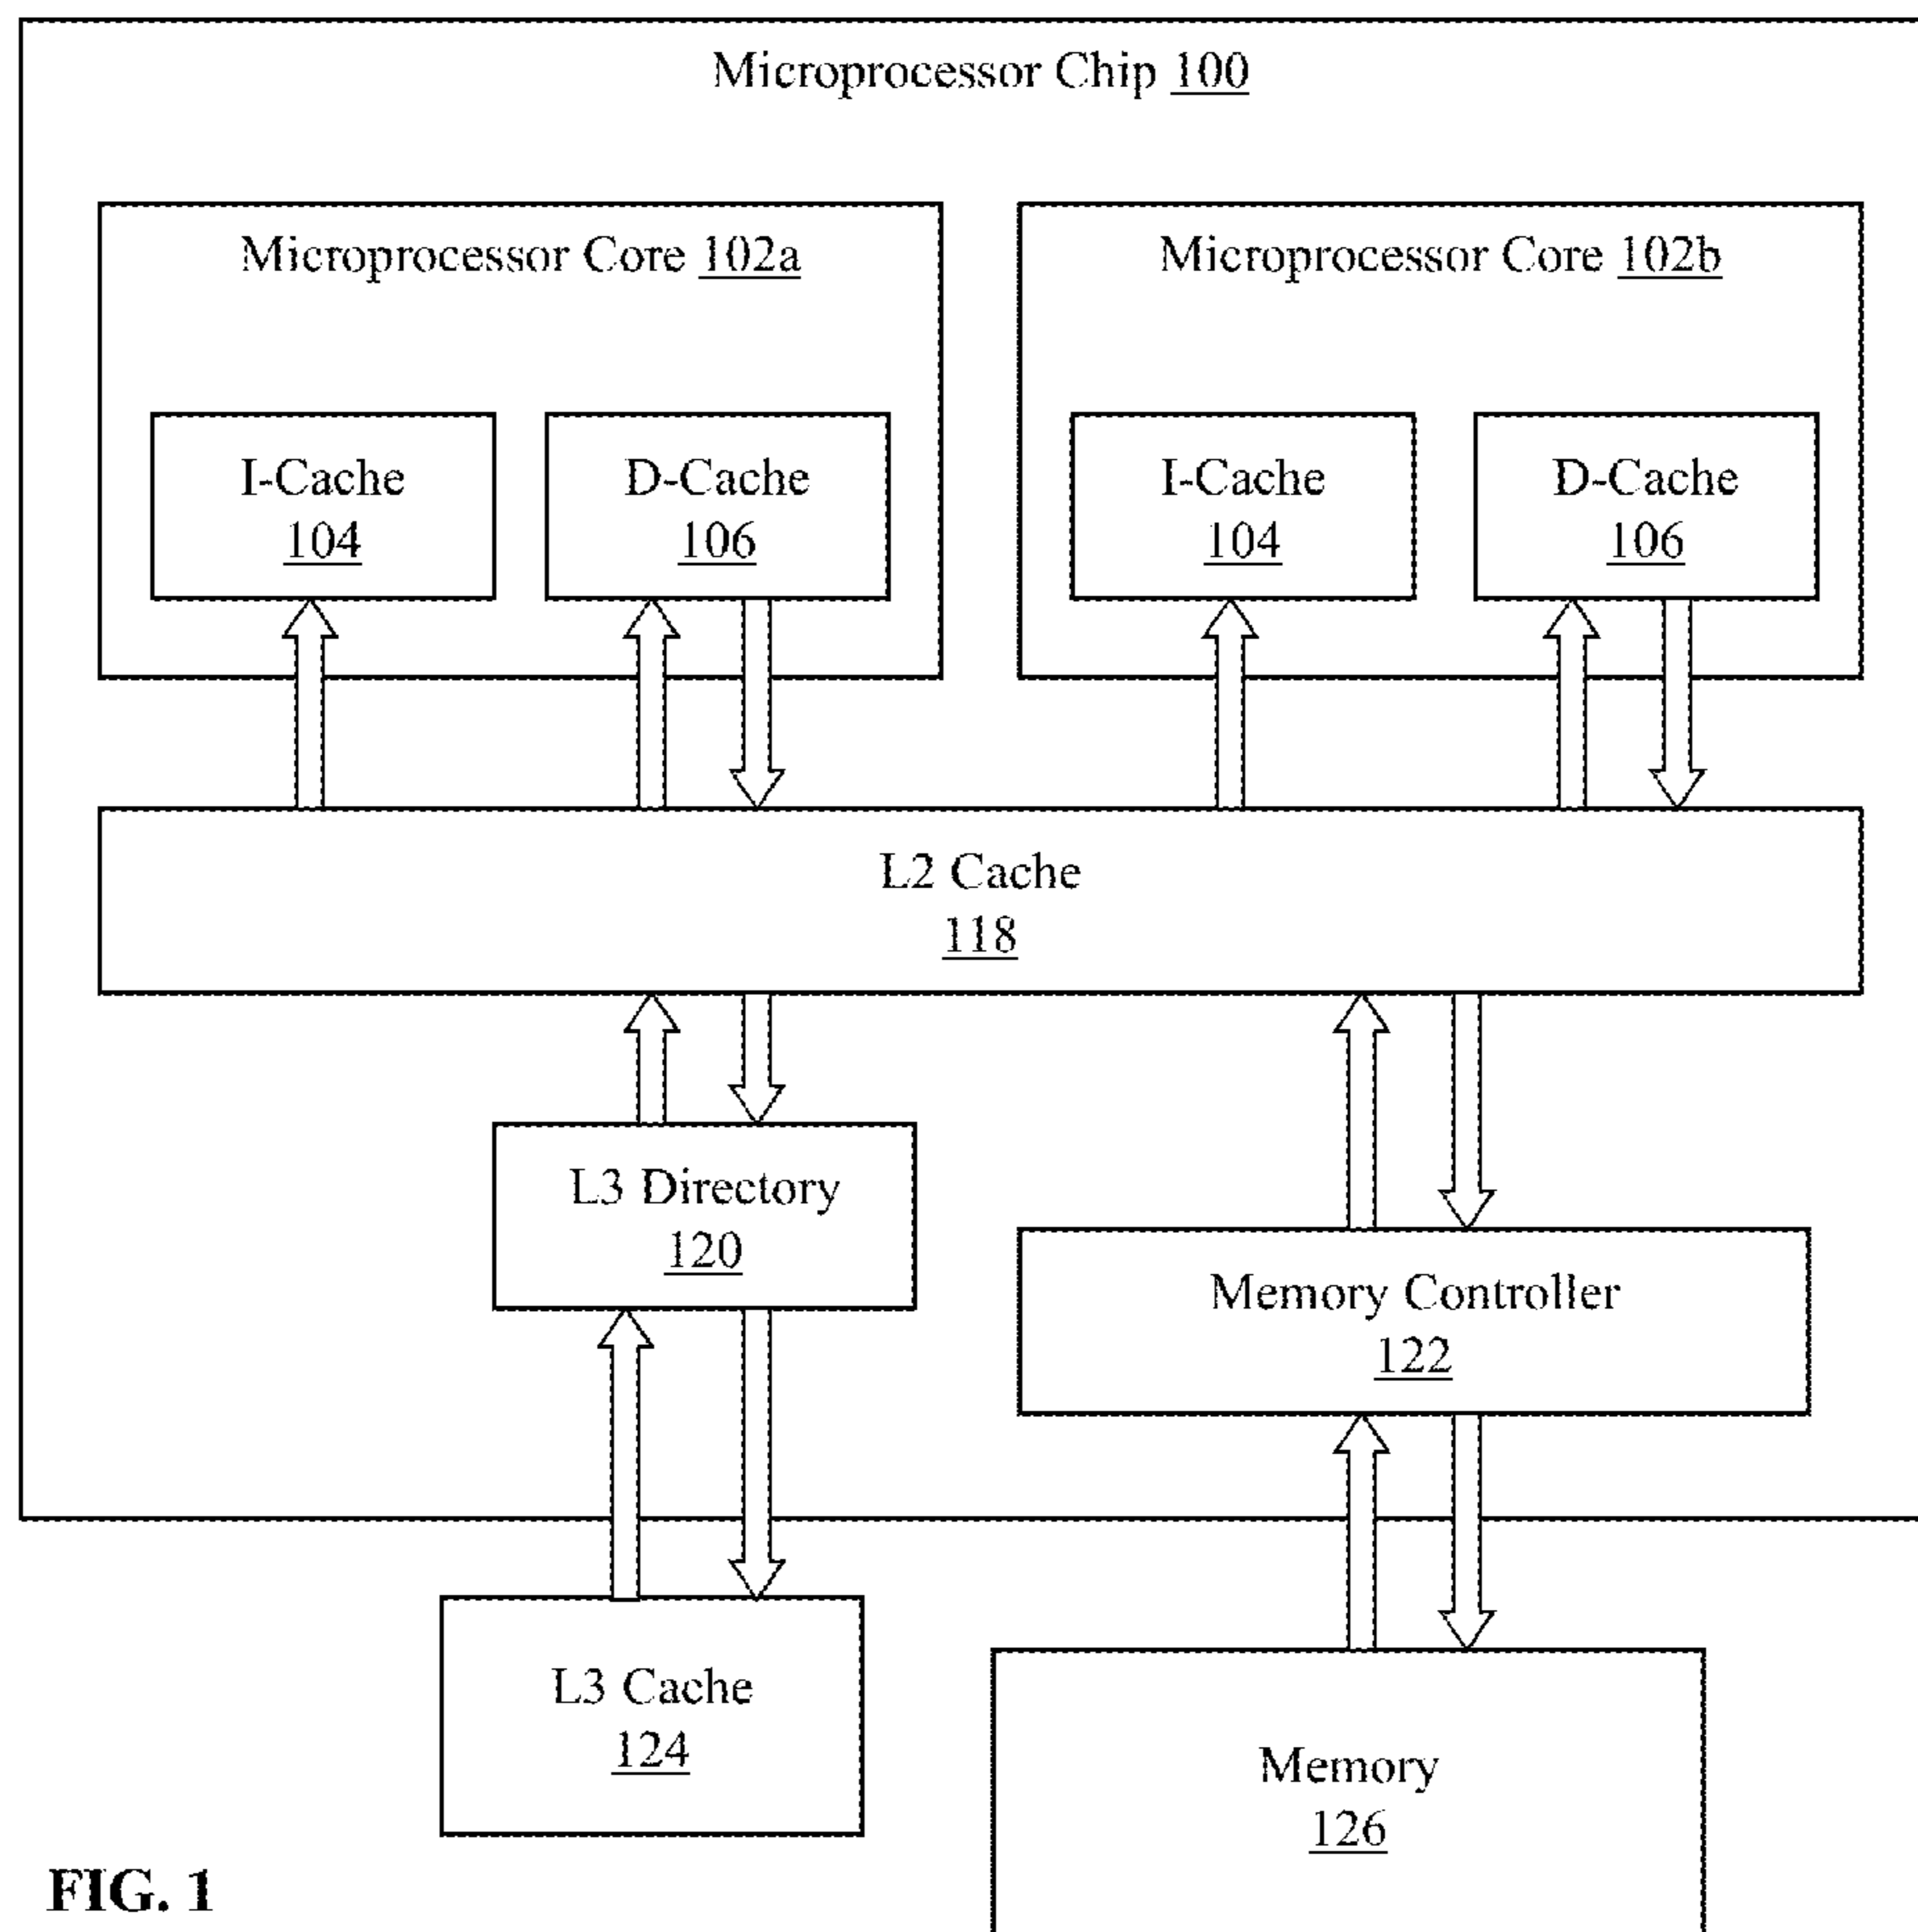 Microprocessor Chip 100
Microprocessor Core 102a
Microprocessor Core 102b
I-Cache
104
D-Cache
106
I-Cache
104
D-Cache
106
L2 Cache
118
L3 Directory
120
Memory Controller
122
L3 Cache
124
Memory
126
FIG. 1